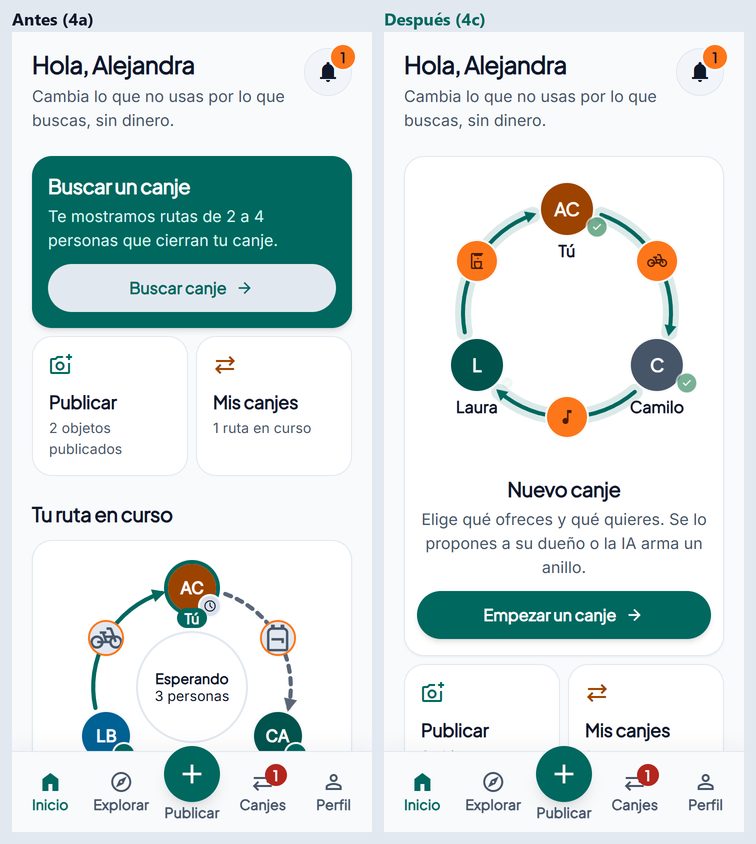 Antes (4a)
Hola, Alejandra
1
Cambia lo que no usas por lo que
buscas, sin dinero.
Buscar un canje
Te mostramos rutas de 2 a 4
personas que cierran tu canje.
Buscar canje
Publicar
2 objetos
publicados
Mis canjes
1 ruta en curso
Tu ruta en curso
AC
Tú
Esperando
3 personas
LB
CA
Inicio
Explorar
Publicar
1
Canjes
Perfil
Después (4c)
Hola, Alejandra
1
Cambia lo que no usas por lo que
buscas, sin dinero.
AC
Tú
L
Laura
C
Camilo
Nuevo canje
Elige qué ofreces y qué quieres. Se lo
propones a su dueño o la IA arma un
anillo.
Empezar un canje
Publicar
Mis canjes
Inicio
Explorar
Publicar
1
Canjes
Perfil